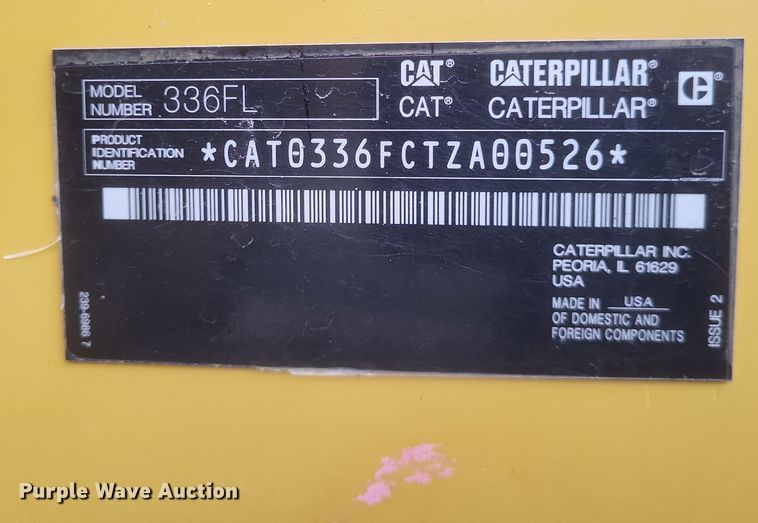 CAT® CATERPILLAR®
CAT® CATERPILLAR®
MODEL
NUMBER 336FL
PRODUCT
IDENTIFICATION
NUMBER *CAT0336FCTZA00526*
CATERPILLAR INC.
PEORIA, IL 61629
USA
MADE IN USA
OF DOMESTIC AND
FOREIGN COMPONENTS
ISSUE 2
239-6966 7
Purple Wave Auction